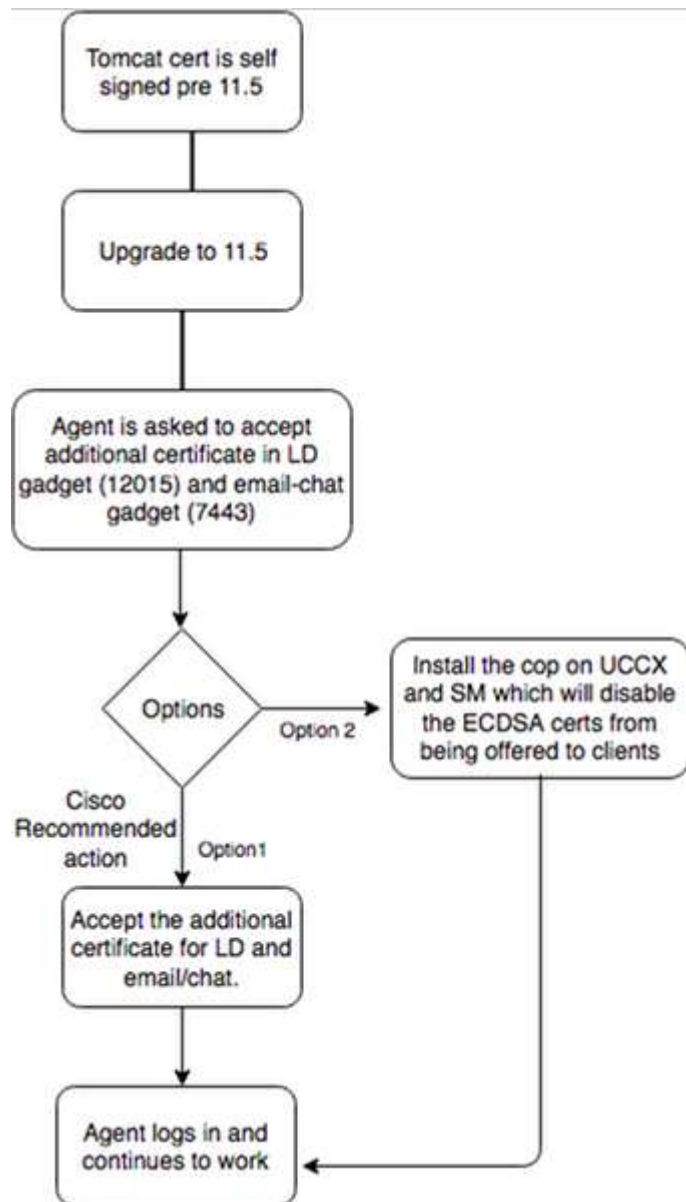 Tomcat cert is self
signed pre 11.5
Upgrade to 11.5
Agent is asked to accept
additional certificate in LD
gadget (12015) and email-chat
gadget (7443)
Options
Option 2
Install the cop on UCCX
and SM which will disable
the ECDSA certs from
being offered to clients
Cisco
Recommended
action
Option1
Accept the additional
certificate for LD and
email/chat.
Agent logs in and
continues to work